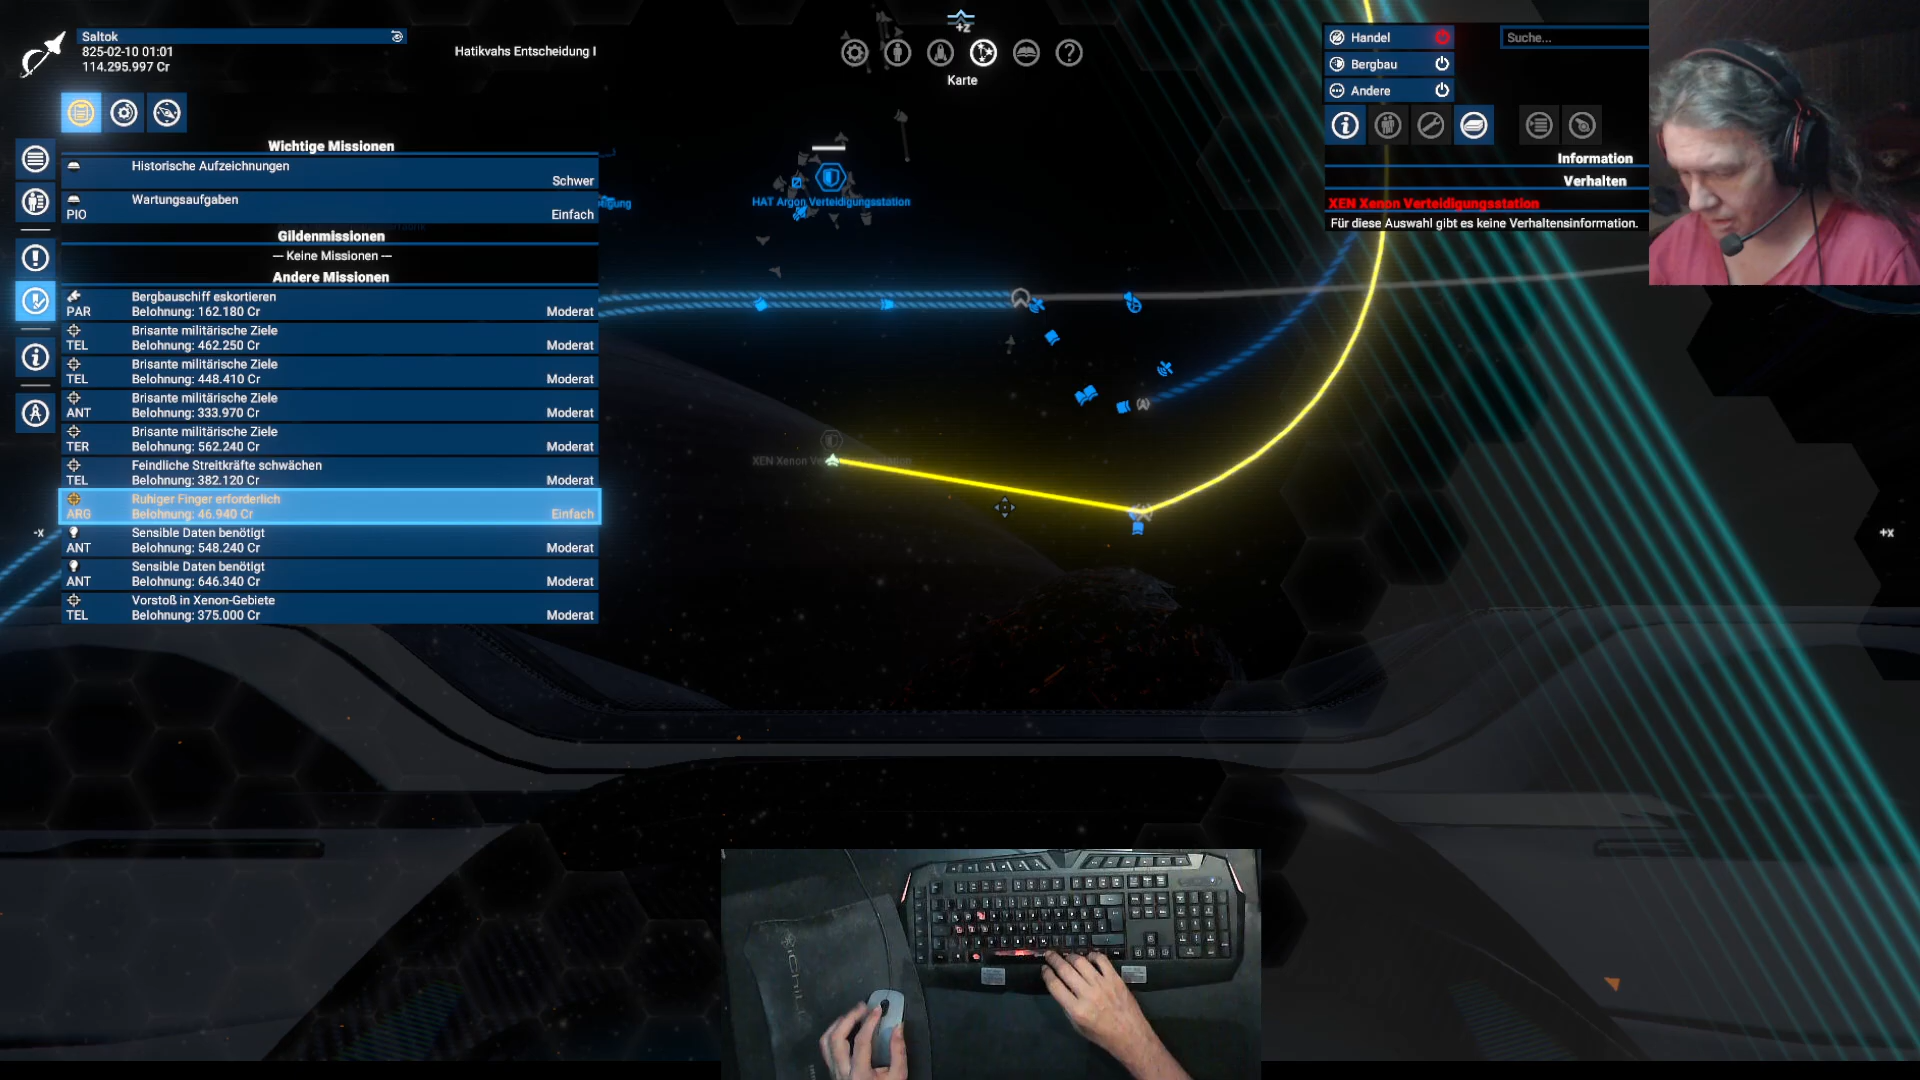 Saltok
825-02-10 01:01
114.295.997 Cr
Hatikvahs Entscheidung I
+Z
Karte
Wichtige Missionen
Historische Aufzeichnungen
Schwer
Wartungsaufgaben
PIO
Einfach
Gildenmissionen
--- Keine Missionen ---
Andere Missionen
Bergbauschiff eskortieren
PAR Belohnung: 162.180 Cr Moderat
Brisante militärische Ziele
TEL Belohnung: 462.250 Cr Moderat
Brisante militärische Ziele
TEL Belohnung: 448.410 Cr Moderat
Brisante militärische Ziele
ANT Belohnung: 333.970 Cr Moderat
Brisante militärische Ziele
TER Belohnung: 562.240 Cr Moderat
Feindliche Streitkräfte schwächen
TEL Belohnung: 382.120 Cr Moderat
Ruhiger Finger erforderlich
ARG Belohnung: 46.940 Cr Einfach
Sensible Daten benötigt
ANT Belohnung: 548.240 Cr Moderat
Sensible Daten benötigt
ANT Belohnung: 646.340 Cr Moderat
Vorstoß in Xenon-Gebiete
TEL Belohnung: 375.000 Cr Moderat
-X
+X
HAT Argon Verteidigungsstation
XEN Xenon
Handel
Bergbau
Andere
Suche...
Information
Verhalten
XEN Xenon Verteidigungsstation
Für diese Auswahl gibt es keine Verhaltensinformation.